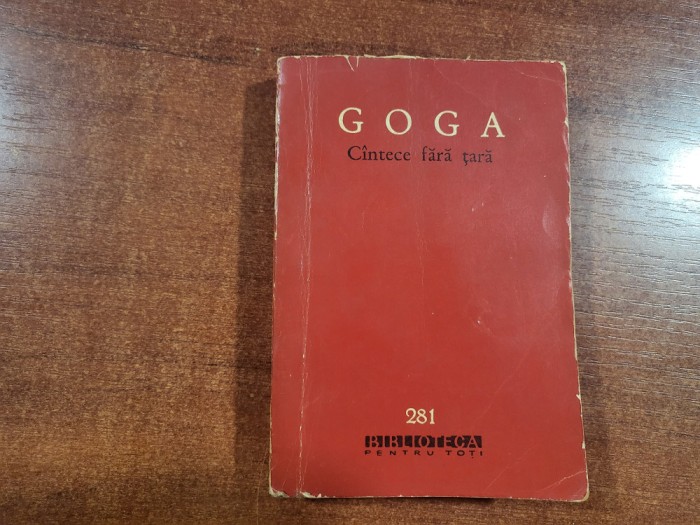 GOGA
Cîntece fără ţară
281
BIBLIOTECA
PENTRU TOŢI